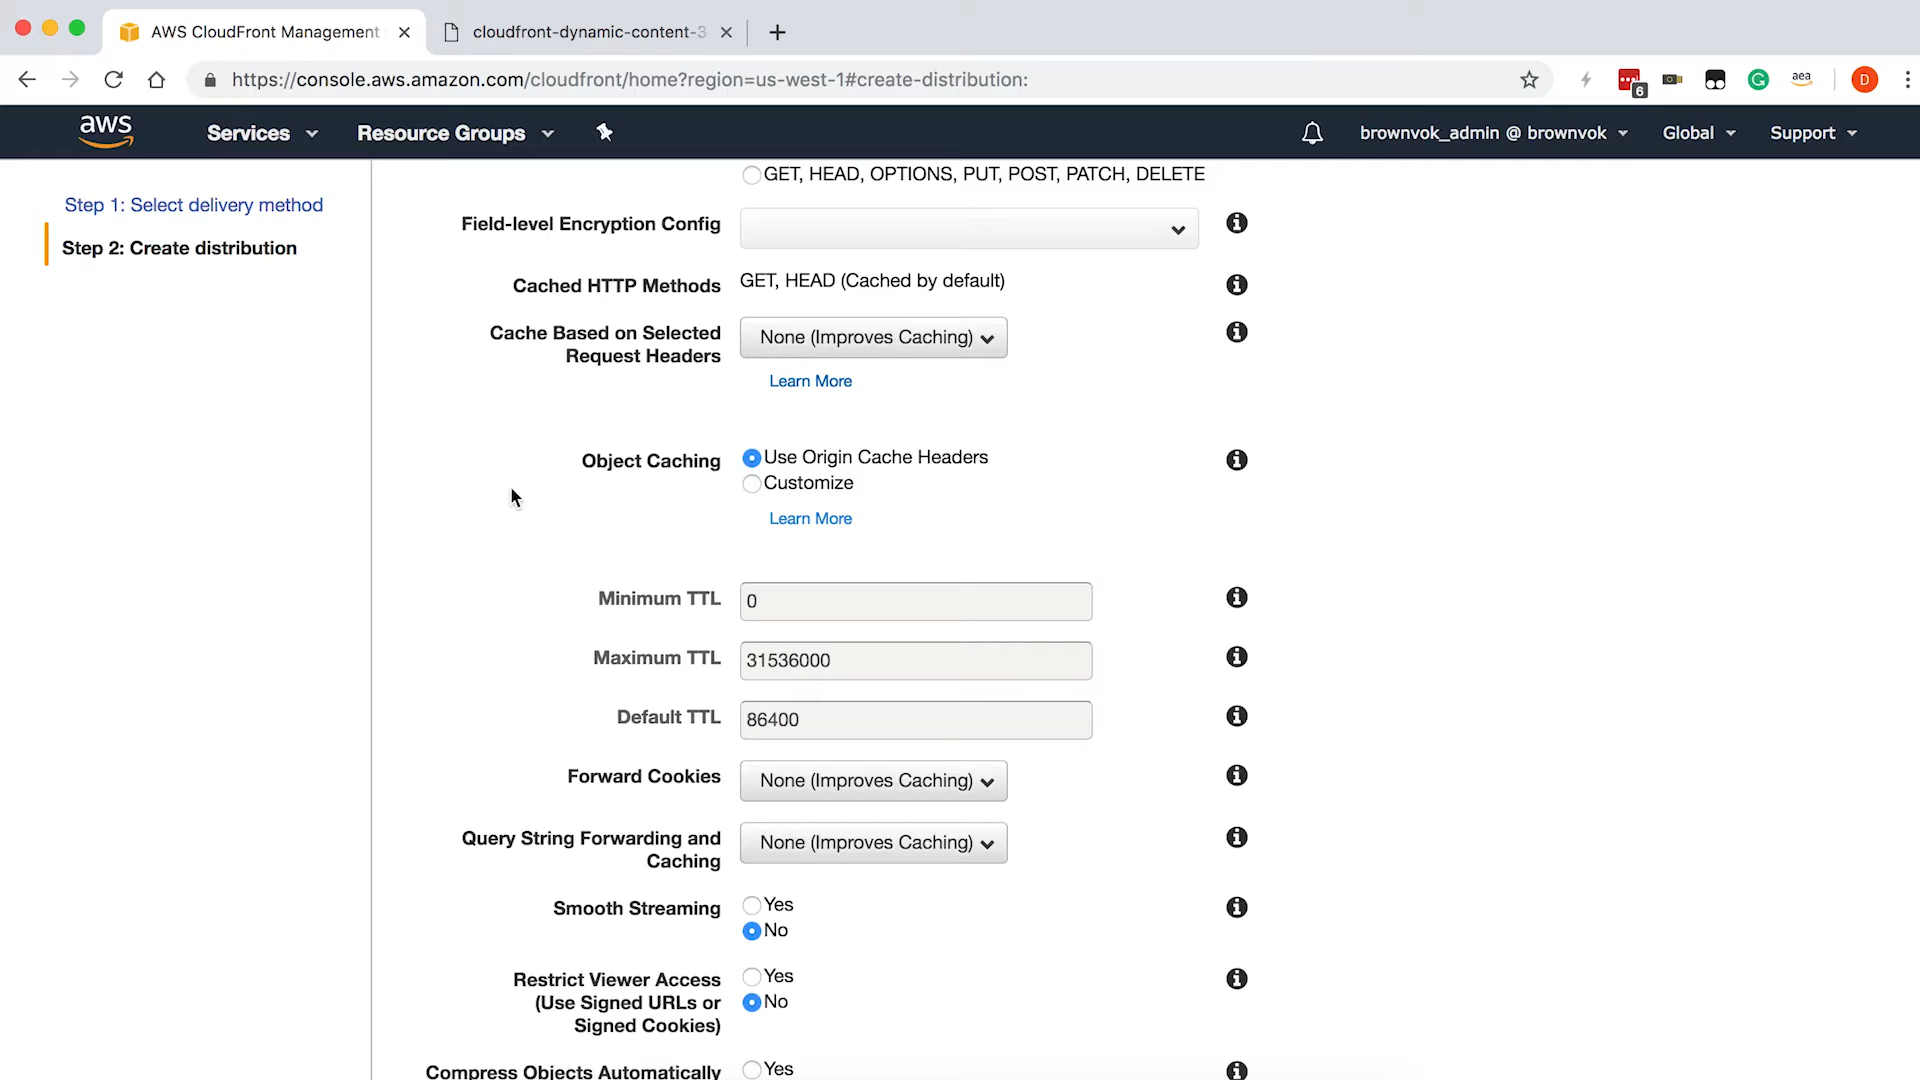 AWS CloudFront Management
cloudfront-dynamic-content-3
https://console.aws.amazon.com/cloudfront/home?region=us-west-1#create-distribution:
6
aea
D
aws
Services
Resource Groups
brownvok_admin @ brownvok
Global
Support
Step 1: Select delivery method
Step 2: Create distribution
GET, HEAD, OPTIONS, PUT, POST, PATCH, DELETE
Field-level Encryption Config
Cached HTTP Methods
GET, HEAD (Cached by default)
Cache Based on Selected
Request Headers
None (Improves Caching)
Learn More
Object Caching
Use Origin Cache Headers
Customize
Learn More
Minimum TTL
0
Maximum TTL
31536000
Default TTL
86400
Forward Cookies
None (Improves Caching)
Query String Forwarding and
Caching
None (Improves Caching)
Smooth Streaming
Yes
No
Restrict Viewer Access
(Use Signed URLs or
Signed Cookies)
Yes
No
Compress Objects Automatically
Yes